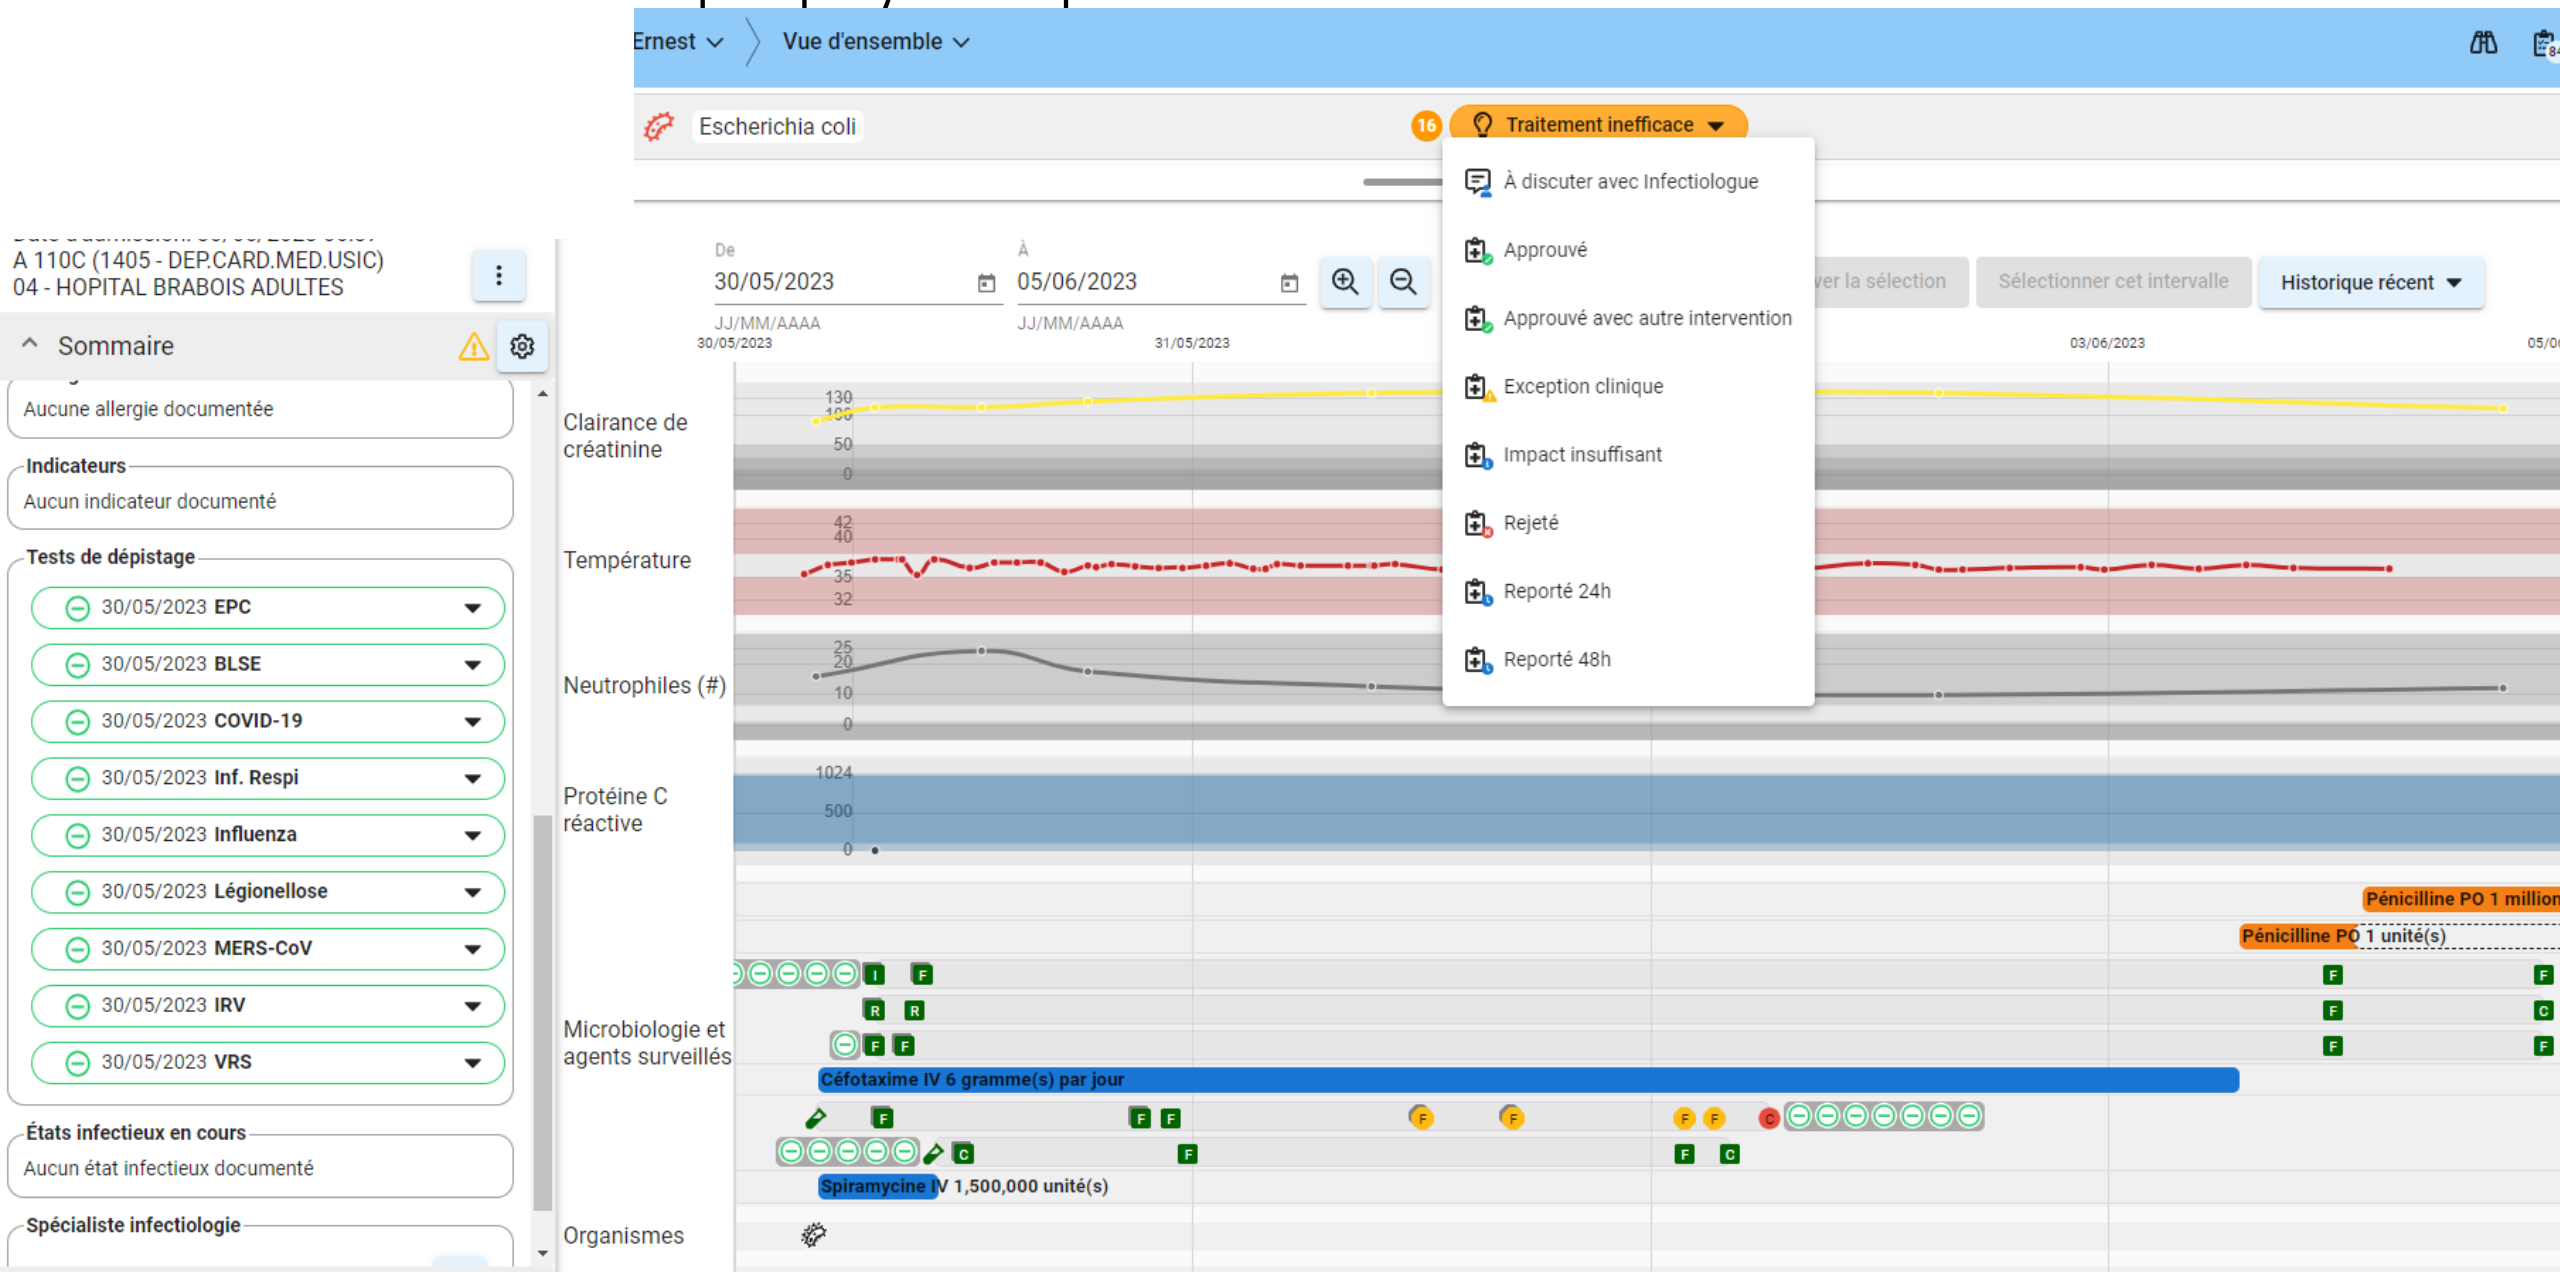 Ernest
Vue d'ensemble
84
Escherichia coli
16
Traitement inefficace
À discuter avec Infectiologue
Approuvé
Approuvé avec autre intervention
Exception clinique
Impact insuffisant
Rejeté
Reporté 24h
Reporté 48h
A 110C (1405 - DEP.CARD.MED.USIC)
04 - HOPITAL BRABOIS ADULTES
Sommaire
Aucune allergie documentée
Indicateurs
Aucun indicateur documenté
Tests de dépistage
30/05/2023 EPC
30/05/2023 BLSE
30/05/2023 COVID-19
30/05/2023 Inf. Respi
30/05/2023 Influenza
30/05/2023 Légionellose
30/05/2023 MERS-CoV
30/05/2023 IRV
30/05/2023 VRS
États infectieux en cours
Aucun état infectieux documenté
Spécialiste infectiologie
De
30/05/2023
JJ/MM/AAAA
À
05/06/2023
JJ/MM/AAAA
la sélection
Sélectionner cet intervalle
Historique récent
30/05/2023
31/05/2023
03/06/2023
05/0
Clairance de
créatinine
130
100
50
0
Température
42
40
35
32
Neutrophiles (#)
25
20
10
0
Protéine C
réactive
1024
500
0
Pénicilline PO 1 million
Pénicilline PO 1 unité(s)
Microbiologie et
agents surveillés
I F F F
R R F C
F F F F
Céfotaxime IV 6 gramme(s) par jour
F F F F F F F C
C F F C
Spiramycine IV 1,500,000 unité(s)
Organismes